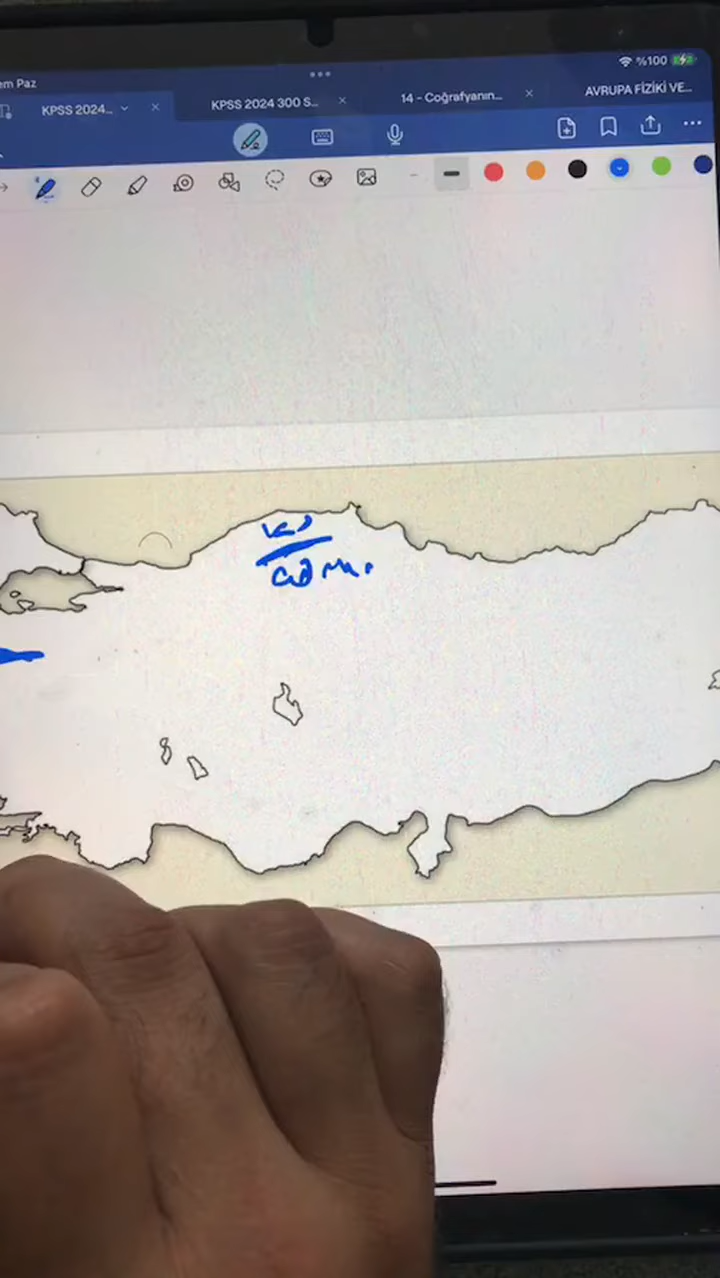 em Paz
%100
KPSS 2024...
KPSS 2024 300 S...
14 - Coğrafyanın...
AVRUPA FİZİKİ VE...